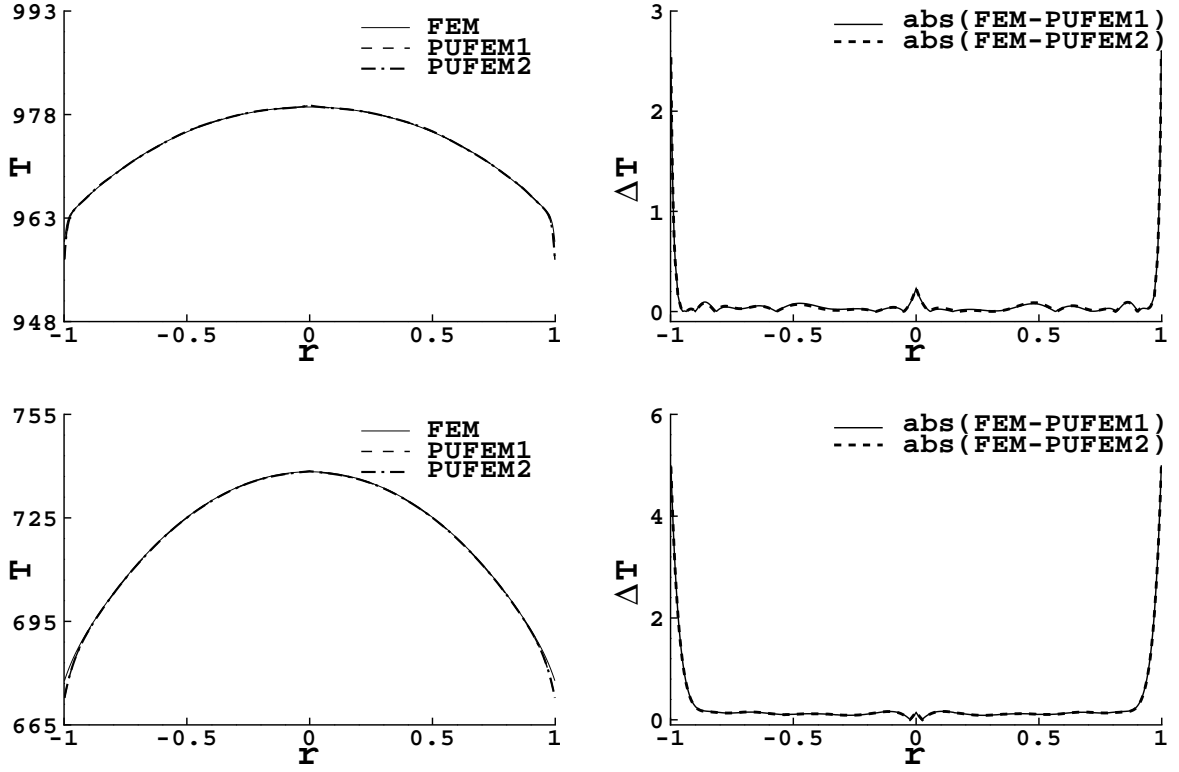 993
978
963
948
T
FEM
PUFEM1
PUFEM2
-1
-0.5
0
0.5
1
r
3
2
1
0
ΔT
abs(FEM-PUFEM1)
abs(FEM-PUFEM2)
-1
-0.5
0
0.5
1
r
755
725
695
665
T
FEM
PUFEM1
PUFEM2
-1
-0.5
0
0.5
1
r
6
4
2
0
ΔT
abs(FEM-PUFEM1)
abs(FEM-PUFEM2)
-1
-0.5
0
0.5
1
r